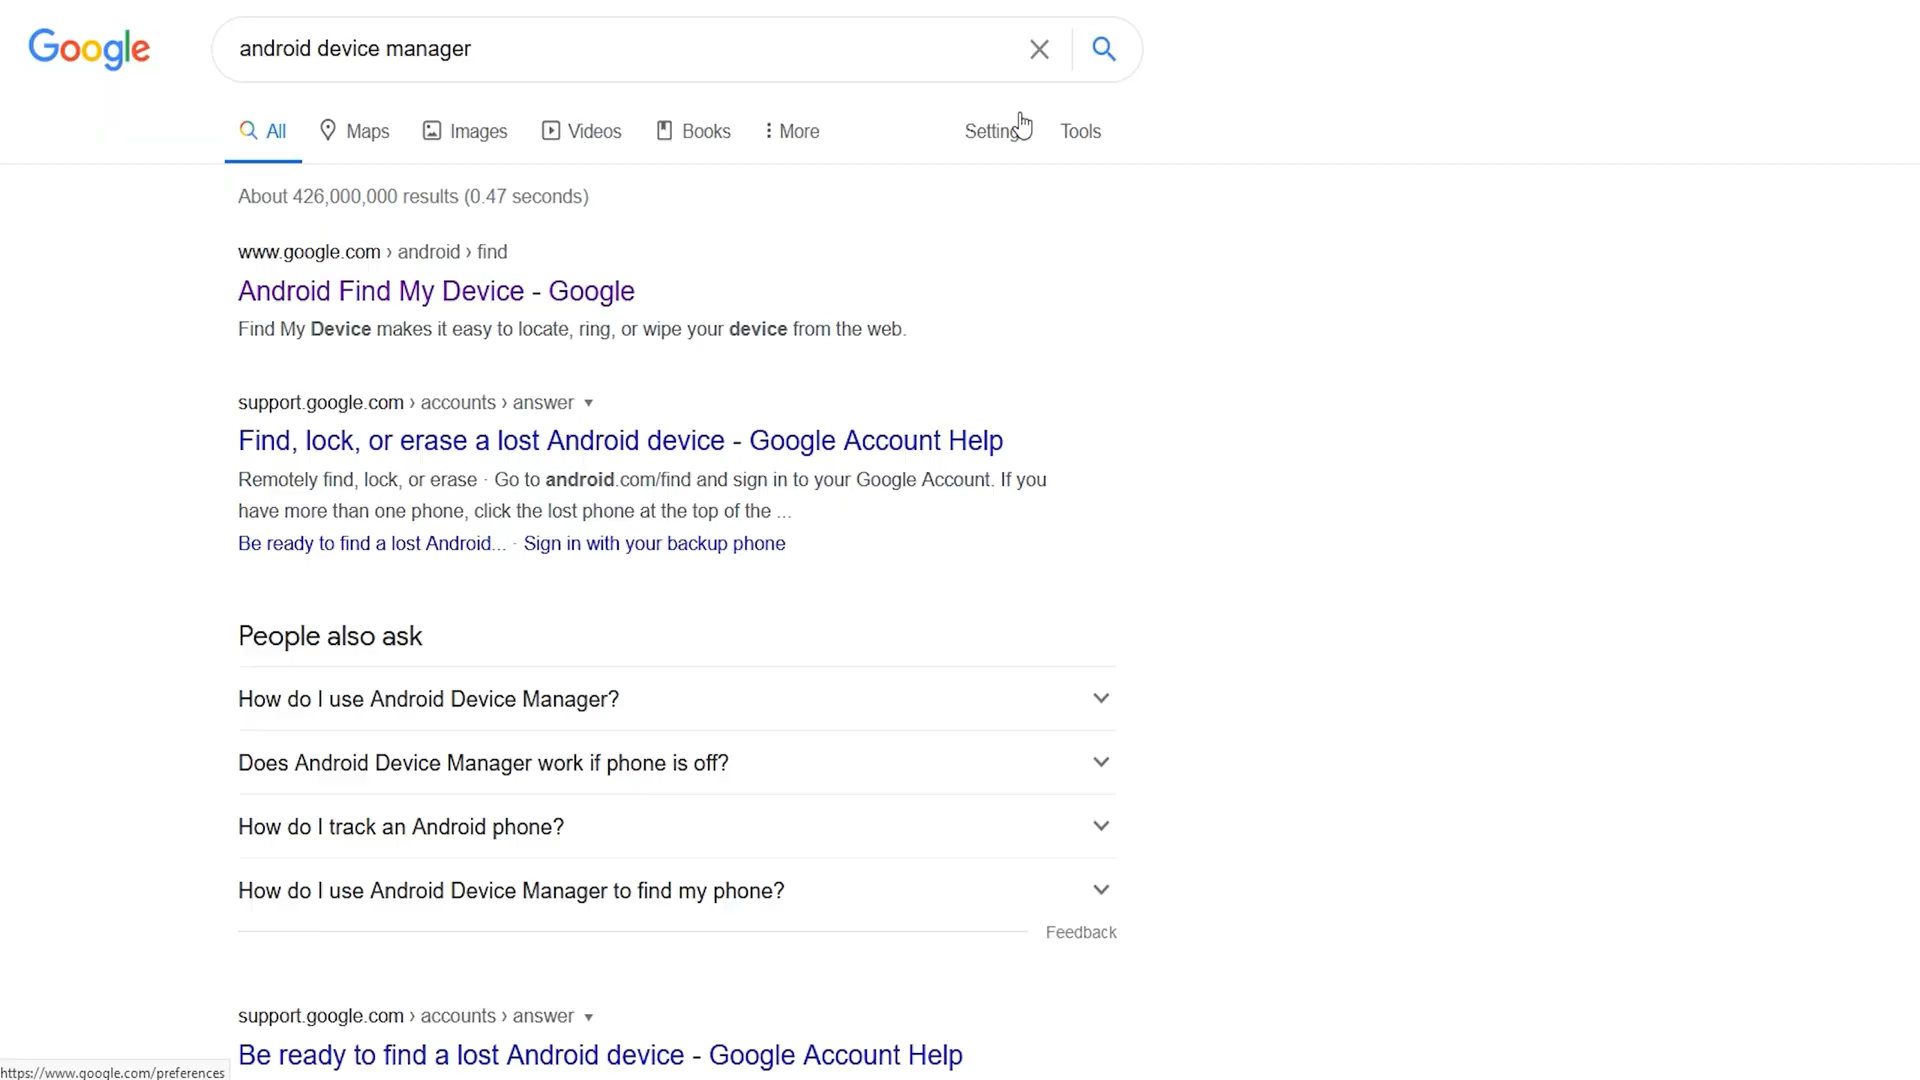 Google
android device manager
All
Maps
Images
Videos
Books
More
Setting
Tools
About 426,000,000 results (0.47 seconds)
www.google.com › android › find
Android Find My Device - Google
Find My Device makes it easy to locate, ring, or wipe your device from the web.
support.google.com › accounts › answer
Find, lock, or erase a lost Android device - Google Account Help
Remotely find, lock, or erase · Go to android.com/find and sign in to your Google Account. If you
have more than one phone, click the lost phone at the top of the ...
Be ready to find a lost Android... · Sign in with your backup phone
People also ask
How do I use Android Device Manager?
Does Android Device Manager work if phone is off?
How do I track an Android phone?
How do I use Android Device Manager to find my phone?
Feedback
support.google.com › accounts › answer
Be ready to find a lost Android device - Google Account Help
https://www.google.com/preferences